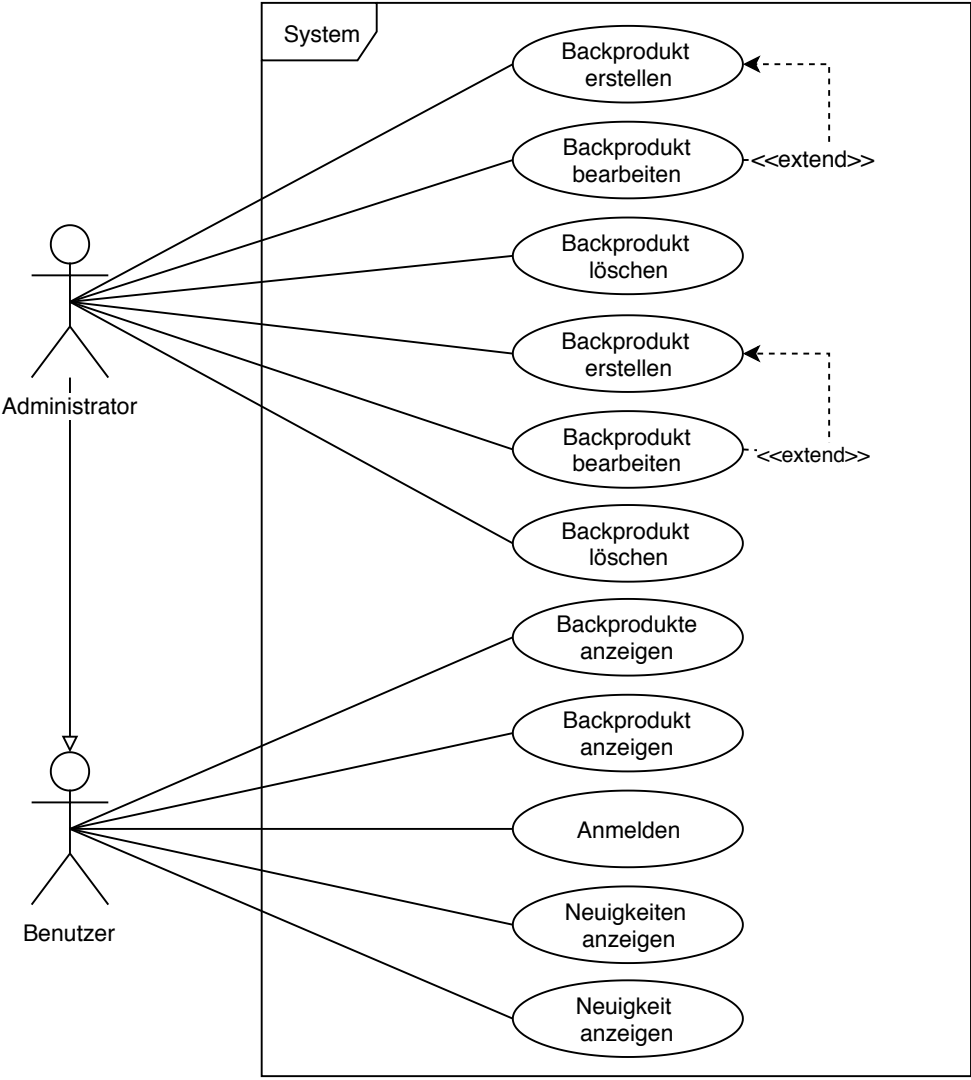 System
Backprodukt
erstellen
Backprodukt
bearbeiten
<<extend>>
Backprodukt
löschen
Backprodukt
erstellen
Administrator
Backprodukt
bearbeiten
<<extend>>
Backprodukt
löschen
Backprodukte
anzeigen
Backprodukt
anzeigen
Anmelden
Neuigkeiten
anzeigen
Benutzer
Neuigkeit
anzeigen